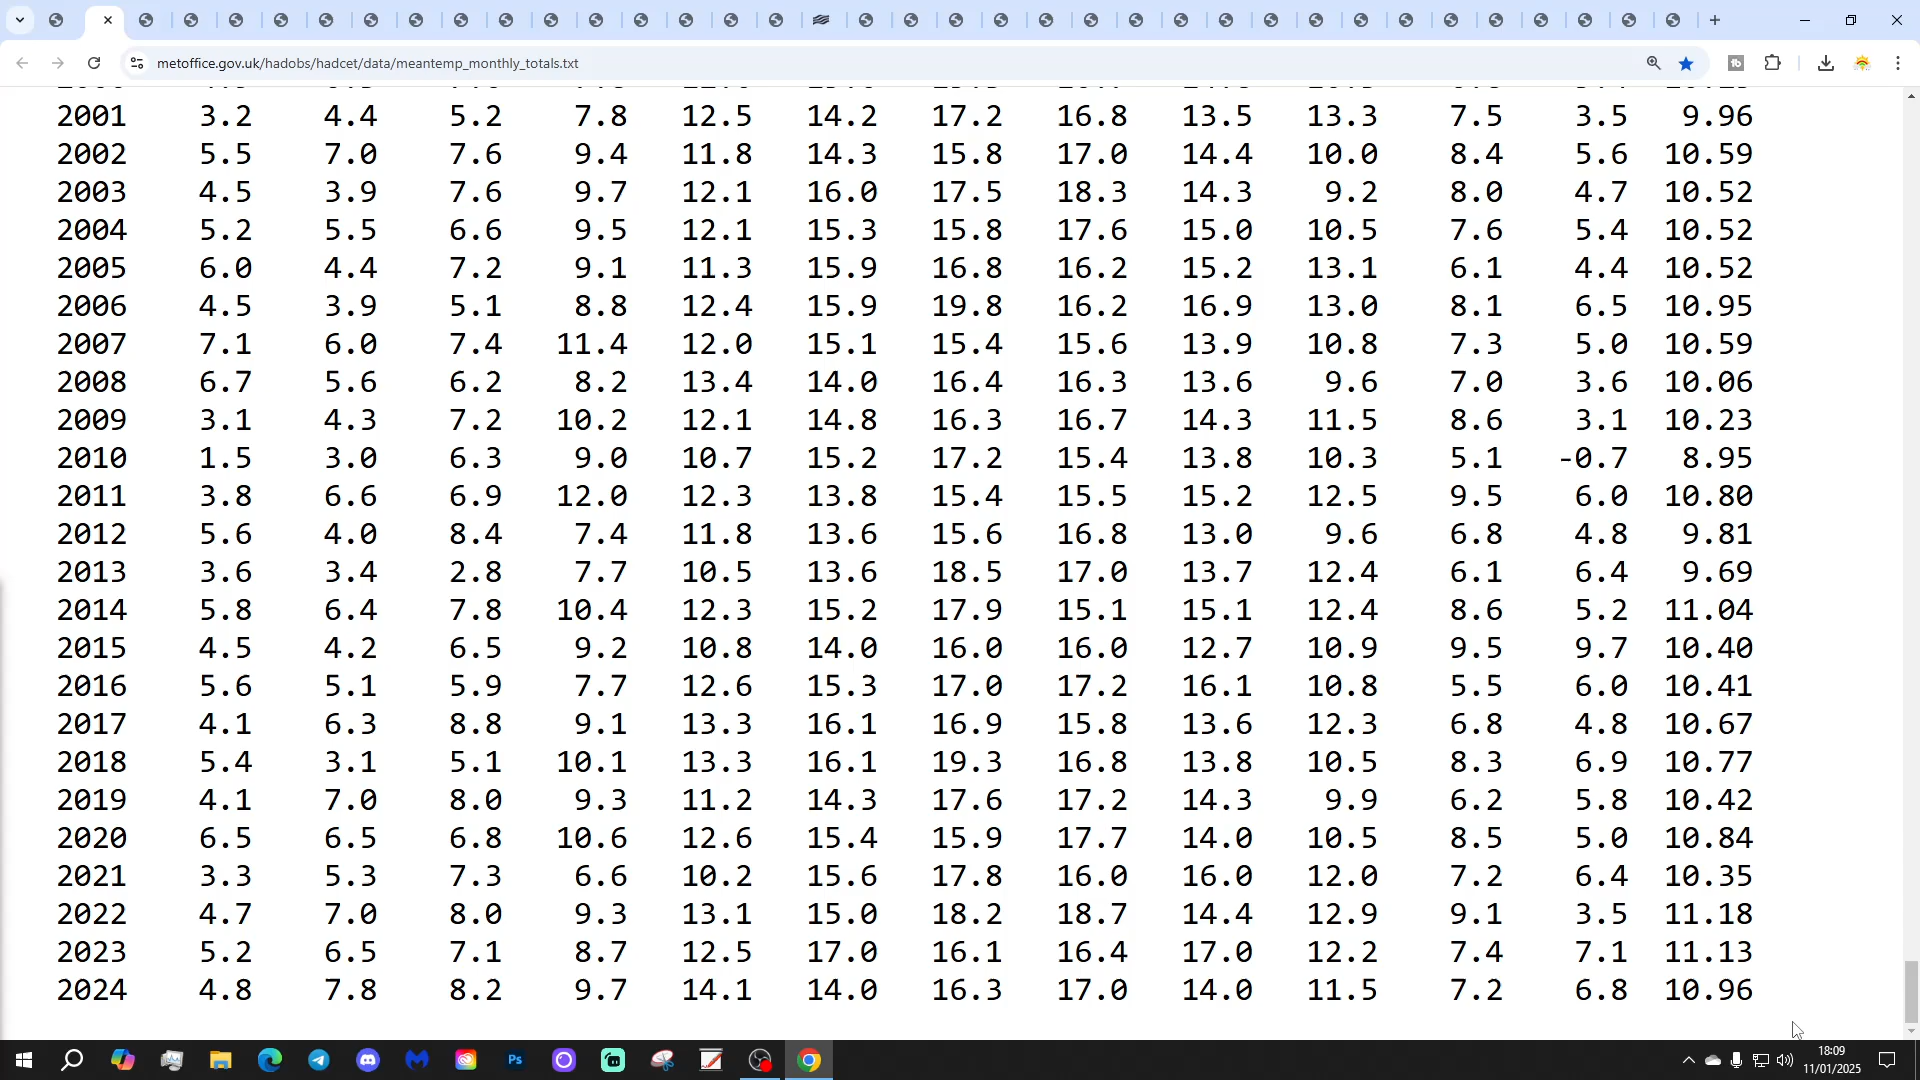 metoffice.gov.uk/hadobs/hadcet/data/meantemp_monthly_totals.txt
2001 3.2 4.4 5.2 7.8 12.5 14.2 17.2 16.8 13.5 13.3 7.5 3.5 9.96
2002 5.5 7.0 7.6 9.4 11.8 14.3 15.8 17.0 14.4 10.0 8.4 5.6 10.59
2003 4.5 3.9 7.6 9.7 12.1 16.0 17.5 18.3 14.3 9.2 8.0 4.7 10.52
2004 5.2 5.5 6.6 9.5 12.1 15.3 15.8 17.6 15.0 10.5 7.6 5.4 10.52
2005 6.0 4.4 7.2 9.1 11.3 15.9 16.8 16.2 15.2 13.1 6.1 4.4 10.52
2006 4.5 3.9 5.1 8.8 12.4 15.9 19.8 16.2 16.9 13.0 8.1 6.5 10.95
2007 7.1 6.0 7.4 11.4 12.0 15.1 15.4 15.6 13.9 10.8 7.3 5.0 10.59
2008 6.7 5.6 6.2 8.2 13.4 14.0 16.4 16.3 13.6 9.6 7.0 3.6 10.06
2009 3.1 4.3 7.2 10.2 12.1 14.8 16.3 16.7 14.3 11.5 8.6 3.1 10.23
2010 1.5 3.0 6.3 9.0 10.7 15.2 17.2 15.4 13.8 10.3 5.1 -0.7 8.95
2011 3.8 6.6 6.9 12.0 12.3 13.8 15.4 15.5 15.2 12.5 9.5 6.0 10.80
2012 5.6 4.0 8.4 7.4 11.8 13.6 15.6 16.8 13.0 9.6 6.8 4.8 9.81
2013 3.6 3.4 2.8 7.7 10.5 13.6 18.5 17.0 13.7 12.4 6.1 6.4 9.69
2014 5.8 6.4 7.8 10.4 12.3 15.2 17.9 15.1 15.1 12.4 8.6 5.2 11.04
2015 4.5 4.2 6.5 9.2 10.8 14.0 16.0 16.0 12.7 10.9 9.5 9.7 10.40
2016 5.6 5.1 5.9 7.7 12.6 15.3 17.0 17.2 16.1 10.8 5.5 6.0 10.41
2017 4.1 6.3 8.8 9.1 13.3 16.1 16.9 15.8 13.6 12.3 6.8 4.8 10.67
2018 5.4 3.1 5.1 10.1 13.3 16.1 19.3 16.8 13.8 10.5 8.3 6.9 10.77
2019 4.1 7.0 8.0 9.3 11.2 14.3 17.6 17.2 14.3 9.9 6.2 5.8 10.42
2020 6.5 6.5 6.8 10.6 12.6 15.4 15.9 17.7 14.0 10.5 8.5 5.0 10.84
2021 3.3 5.3 7.3 6.6 10.2 15.6 17.8 16.0 16.0 12.0 7.2 6.4 10.35
2022 4.7 7.0 8.0 9.3 13.1 15.0 18.2 18.7 14.4 12.9 9.1 3.5 11.18
2023 5.2 6.5 7.1 8.7 12.5 17.0 16.1 16.4 17.0 12.2 7.4 7.1 11.13
2024 4.8 7.8 8.2 9.7 14.1 14.0 16.3 17.0 14.0 11.5 7.2 6.8 10.96
Ps
18:09
11/01/2025